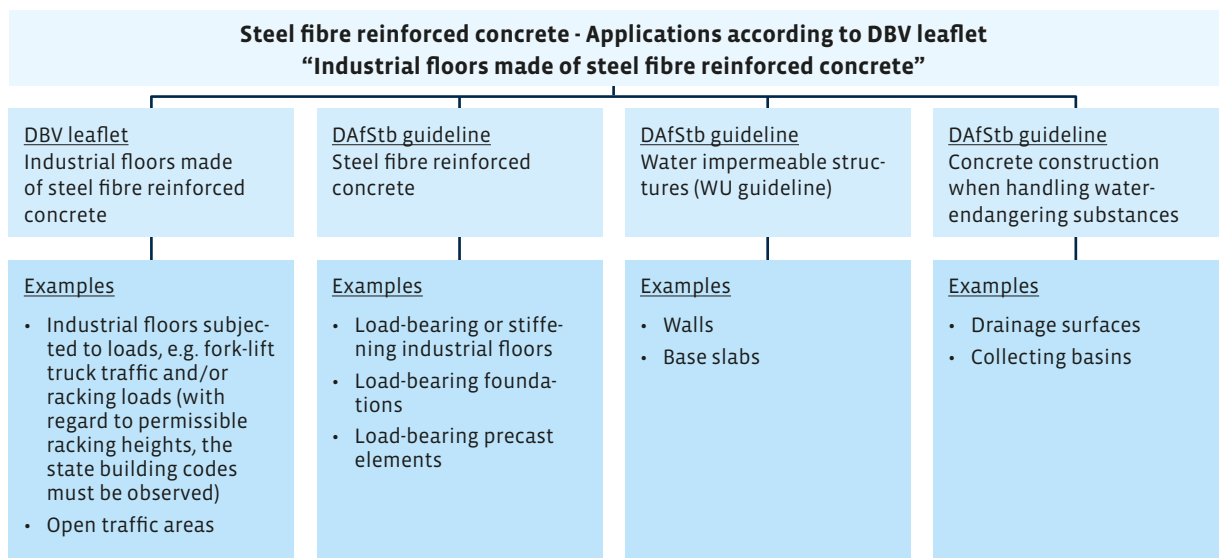 Steel fibre reinforced concrete - Applications according to DBV leaflet
“Industrial floors made of steel fibre reinforced concrete”
DBV leaflet
Industrial floors made
of steel fibre reinforced
concrete
DAfStb guideline
Steel fibre reinforced
concrete
DAfStb guideline
Water impermeable struc-
tures (WU guideline)
DAfStb guideline
Concrete construction
when handling water-
endangering substances
Examples
• Industrial floors subjec-
ted to loads, e.g. fork-lift
truck traffic and/or
racking loads (with
regard to permissible
racking heights, the
state building codes
must be observed)
• Open traffic areas
Examples
• Load-bearing or stiffe-
ning industrial floors
• Load-bearing founda-
tions
• Load-bearing precast
elements
Examples
• Walls
• Base slabs
Examples
• Drainage surfaces
• Collecting basins